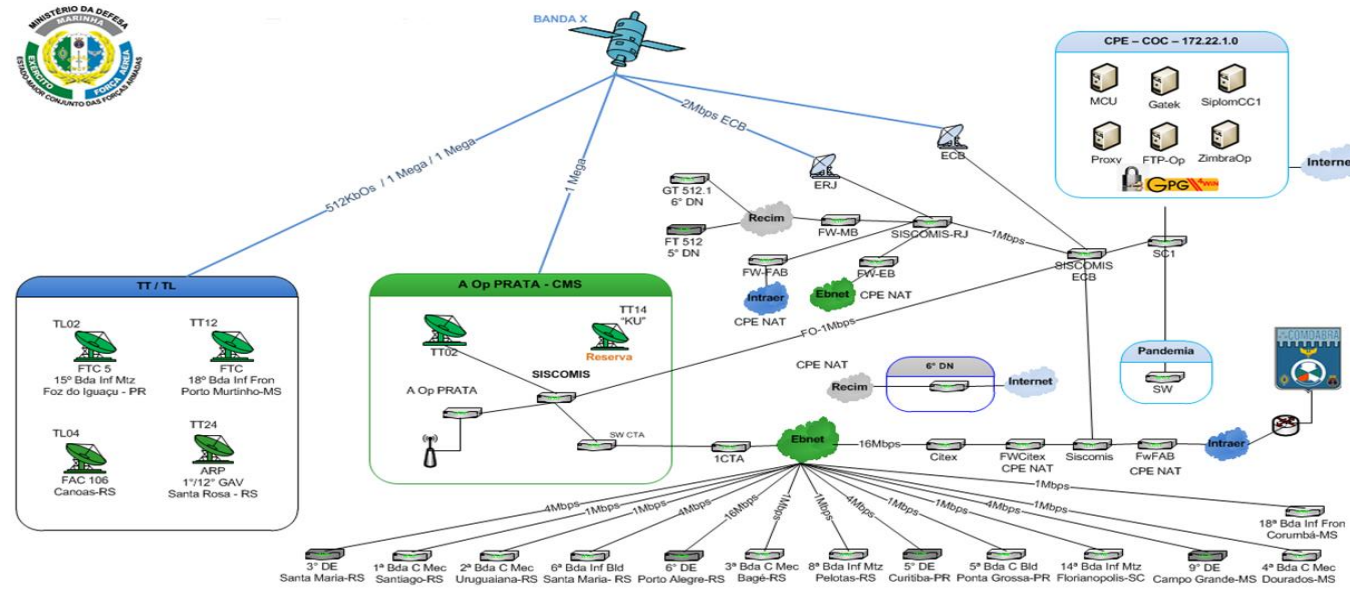 MINISTÉRIO DA DEFESA
MARINHA
EXÉRCITO
FORÇA AÉREA
ESTADO-MAIOR CONJUNTO DAS FORÇAS ARMADAS
BANDA X
CPE – COC – 172.22.1.0
MCU
Gatek
SiplomCC1
Proxy
FTP-Op
ZimbraOp
GPG4WIN
Interne
2Mbps ECB
512KbOs / 1 Mega / 1 Mega
1 Mega
ERJ
ECB
GT 512.1
6° DN
FT 512
5° DN
Recim
FW-MB
SISCOMIS-RJ
1Mbps
SISCOMIS
ECB
SC1
FW-FAB
FW-EB
Intraer
CPE NAT
Ebnet
CPE NAT
FO-1Mbps
TT / TL
TL02
FTC 5
15º Bda Inf Mtz
Foz do Iguaçu - PR
TT12
FTC
18º Bda Inf Fron
Porto Murtinho-MS
TL04
FAC 106
Canoas-RS
TT24
ARP
1°/12° GAV
Santa Rosa - RS
A Op PRATA - CMS
TT02
TT14
"KU"
Reserva
SISCOMIS
A Op PRATA
SW CTA
CPE NAT
Recim
6° DN
Internet
Pandemia
SW
COMDABRA
1CTA
Ebnet
16Mbps
Citex
FWCitex
CPE NAT
Siscomis
FwFAB
CPE NAT
Intraer
4Mbps
1Mbps
1Mbps
4Mbps
16Mbps
1Mbps
1Mbps
4Mbps
1Mbps
1Mbps
4Mbps
1Mbps
1Mbps
18ª Bda Inf Fron
Corumbá-MS
3° DE
Santa Maria-RS
1ª Bda C Mec
Santiago-RS
2ª Bda C Mec
Uruguaiana-RS
6ª Bda Inf Bld
Santa Maria- RS
6° DE
Porto Alegre-RS
3ª Bda C Mec
Bagé-RS
8ª Bda Inf Mtz
Pelotas-RS
5° DE
Curitiba-PR
5ª Bda C Bld
Ponta Grossa-PR
14ª Bda Inf Mtz
Florianopolis-SC
9° DE
Campo Grande-MS
4ª Bda C Mec
Dourados-MS